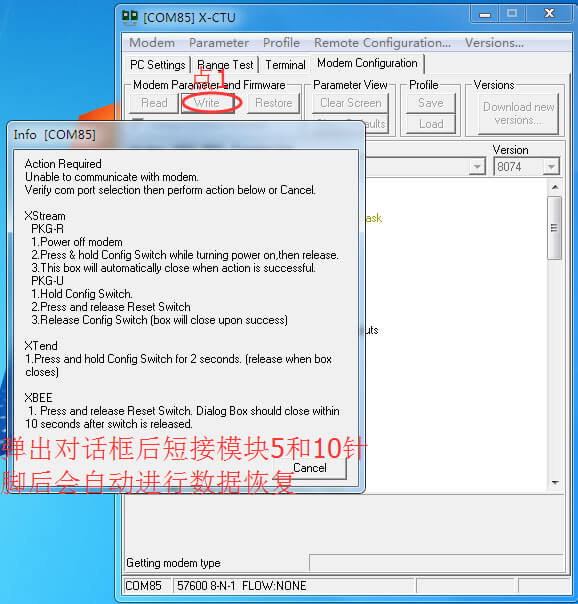 [COM85] X-CTU
Modem Parameter Profile Remote Configuration... Versions...
PC Settings Range Test Terminal Modem Configuration
点1
Modem Parameter and Firmware Parameter View Profile Versions
Read Write Restore Clear Screen Save Download new
versions...
Defaults Load
Version
8074
ask
uts
Info [COM85]
Action Required
Unable to communicate with modem.
Verify com port selection then perform action below or Cancel.
XStream
PKG-R
1.Power off modem
2.Press & hold Config Switch while turning power on,then release.
3.This box will automatically close when action is successful.
PKG-U
1.Hold Config Switch.
2.Press and release Reset Switch
3.Release Config Switch (box will close upon success)
XTend
1.Press and hold Config Switch for 2 seconds. (release when box
closes)
XBEE
1. Press and release Reset Switch. Dialog Box should close within
10 seconds after switch is released.
弹出对话框后短接模块5和10针
Cancel
脚后会自动进行数据恢复
Getting modem type
COM85 57600 8-N-1 FLOW:NONE